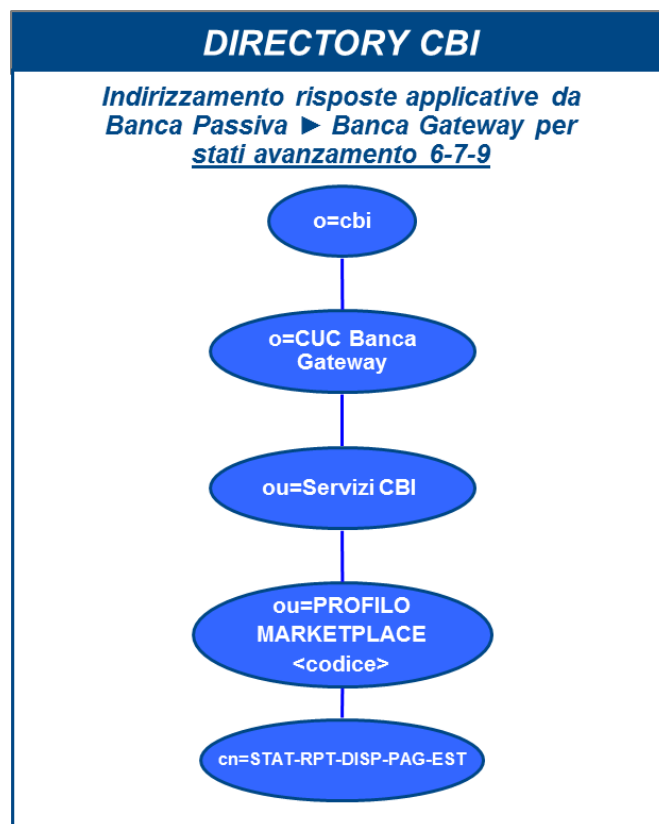 DIRECTORY CBI
Indirizzamento risposte applicative da
Banca Passiva ► Banca Gateway per
stati avanzamento 6-7-9
o=cbi
o=CUC Banca
Gateway
ou=Servizi CBI
ou=PROFILO
MARKETPLACE
<codice>
cn=STAT-RPT-DISP-PAG-EST